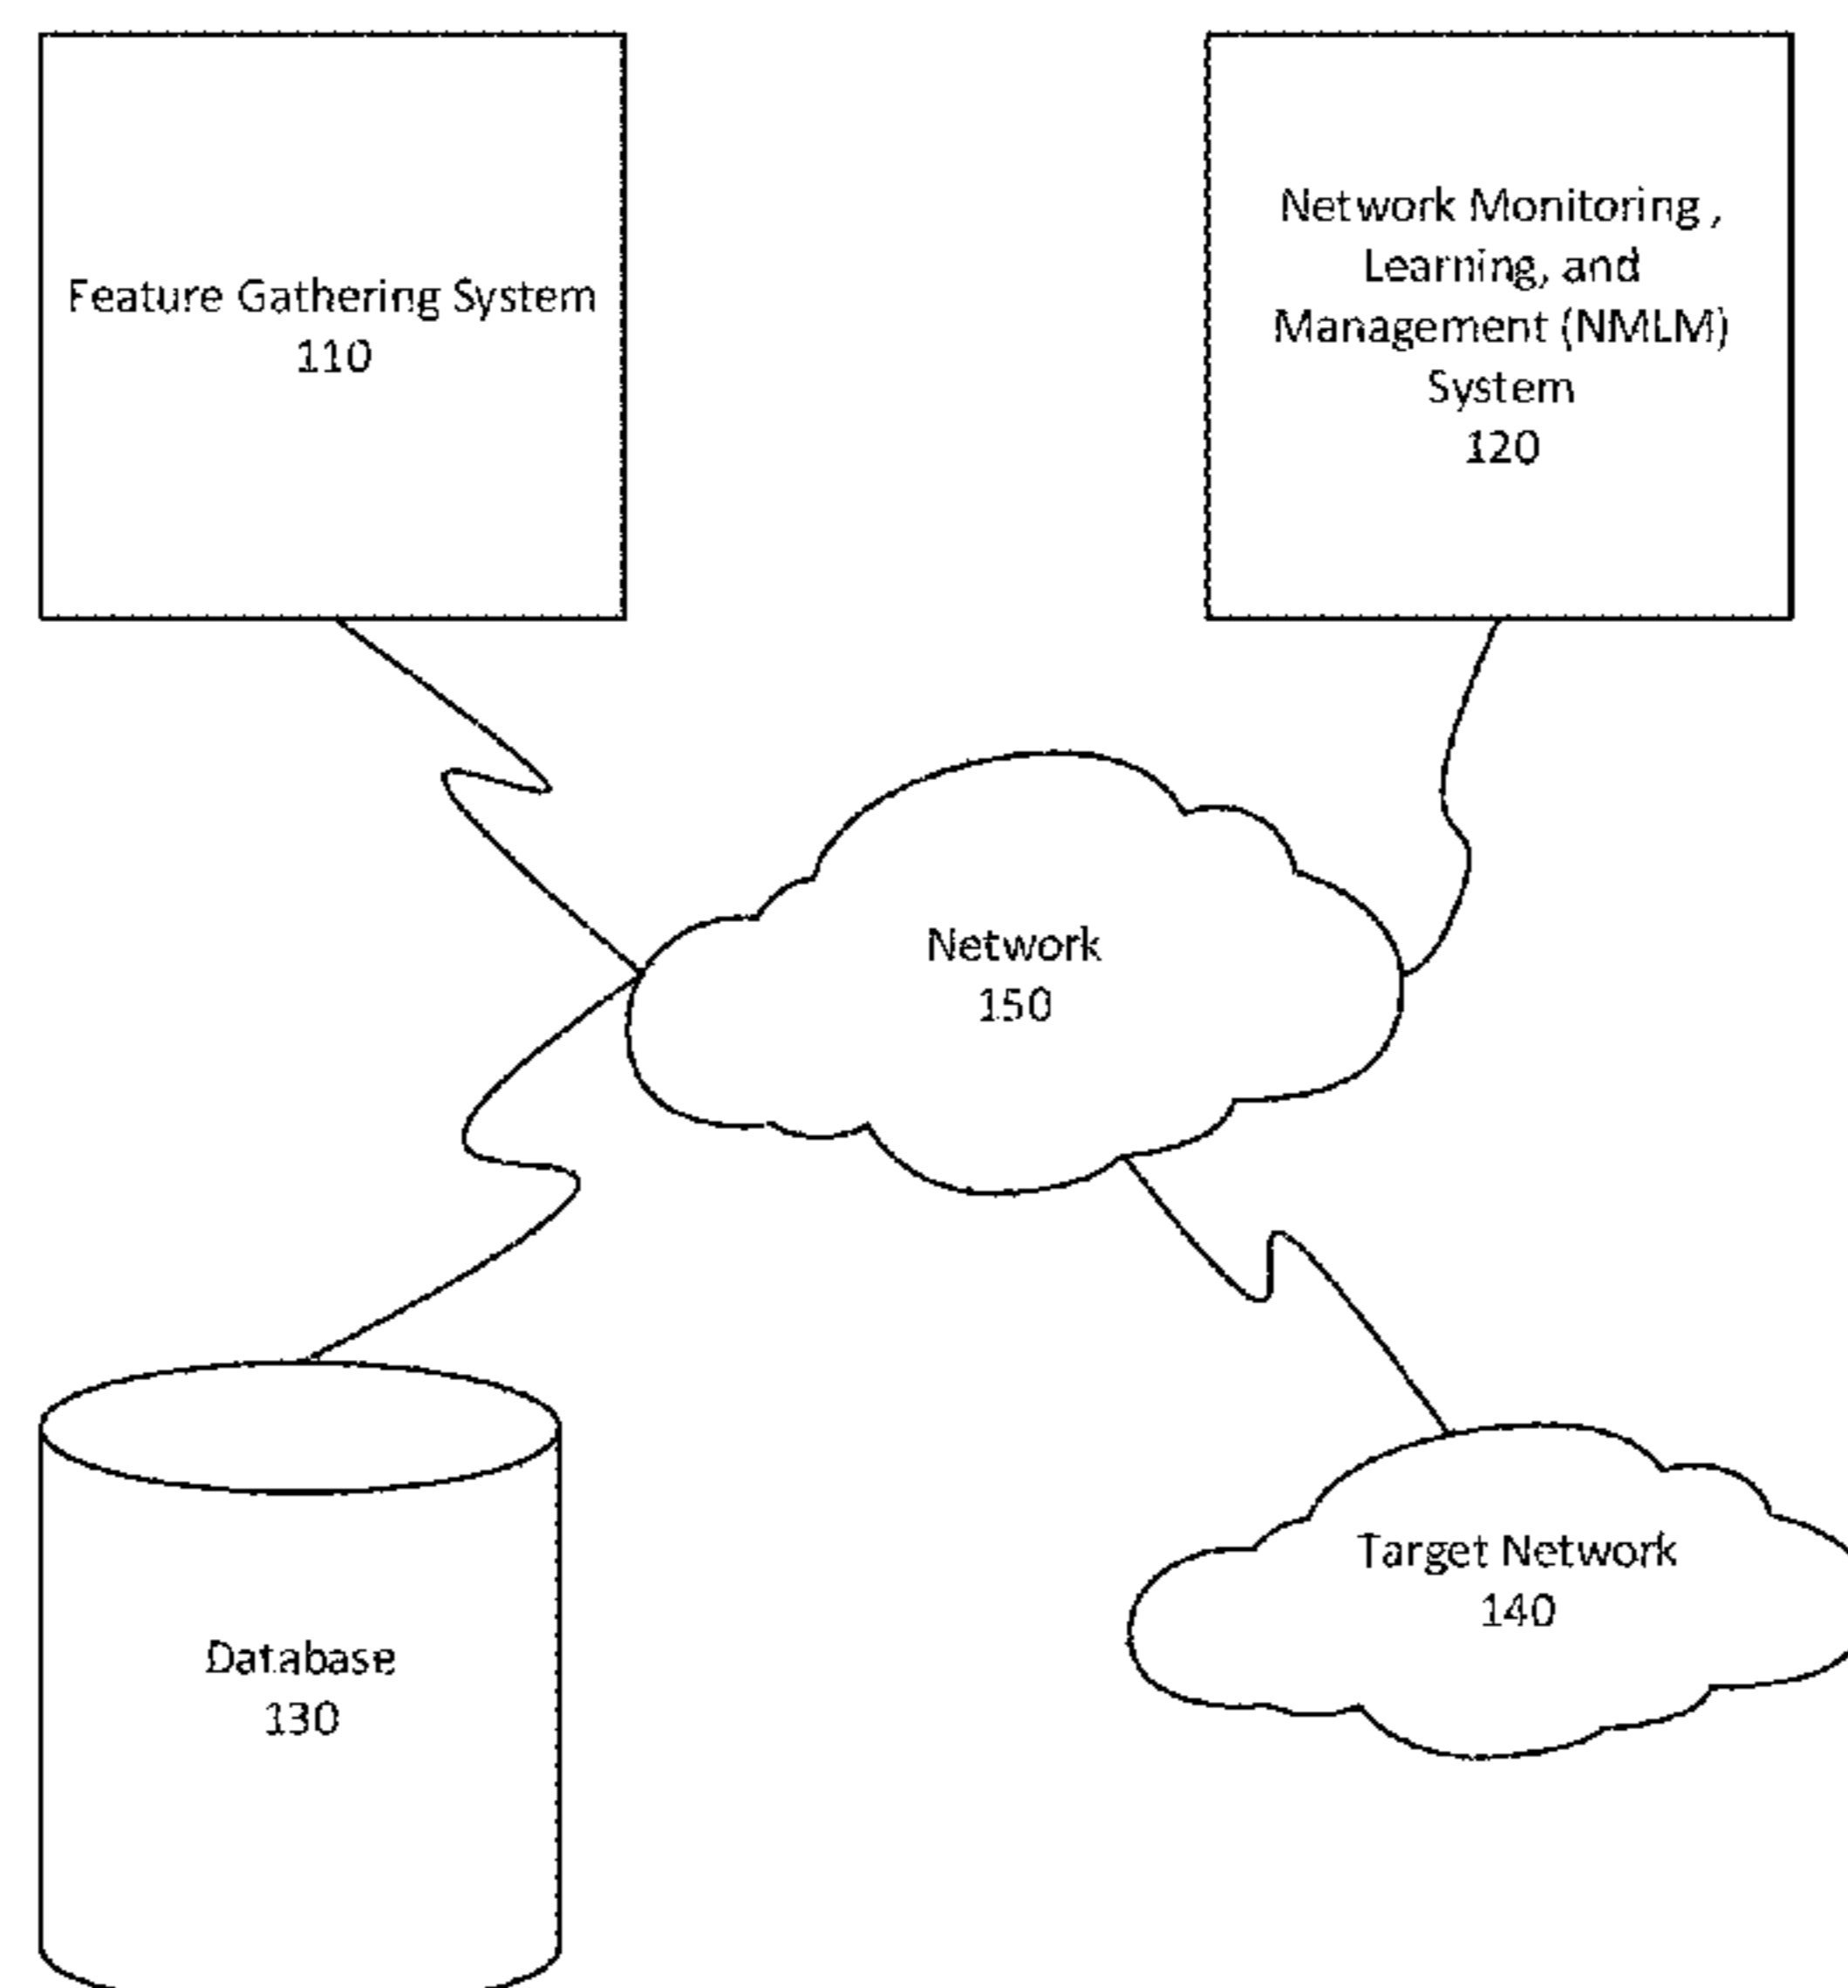 Feature Gathering System
110
Network Monitoring ,
Learning, and
Management (NMLM)
System
120
Network
150
Target Network
140
Database
130